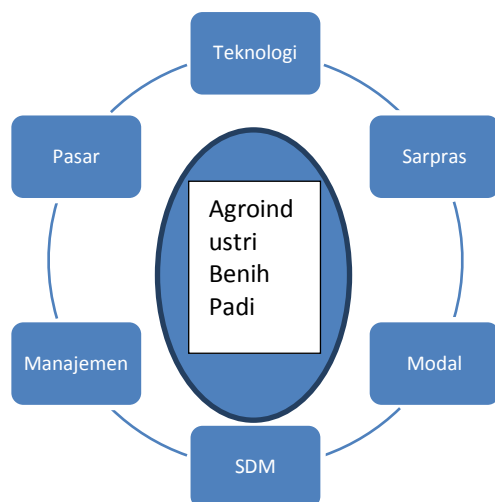 Teknologi
Pasar
Sarpras
Agroind
ustri
Benih
Padi
Manajemen
Modal
SDM